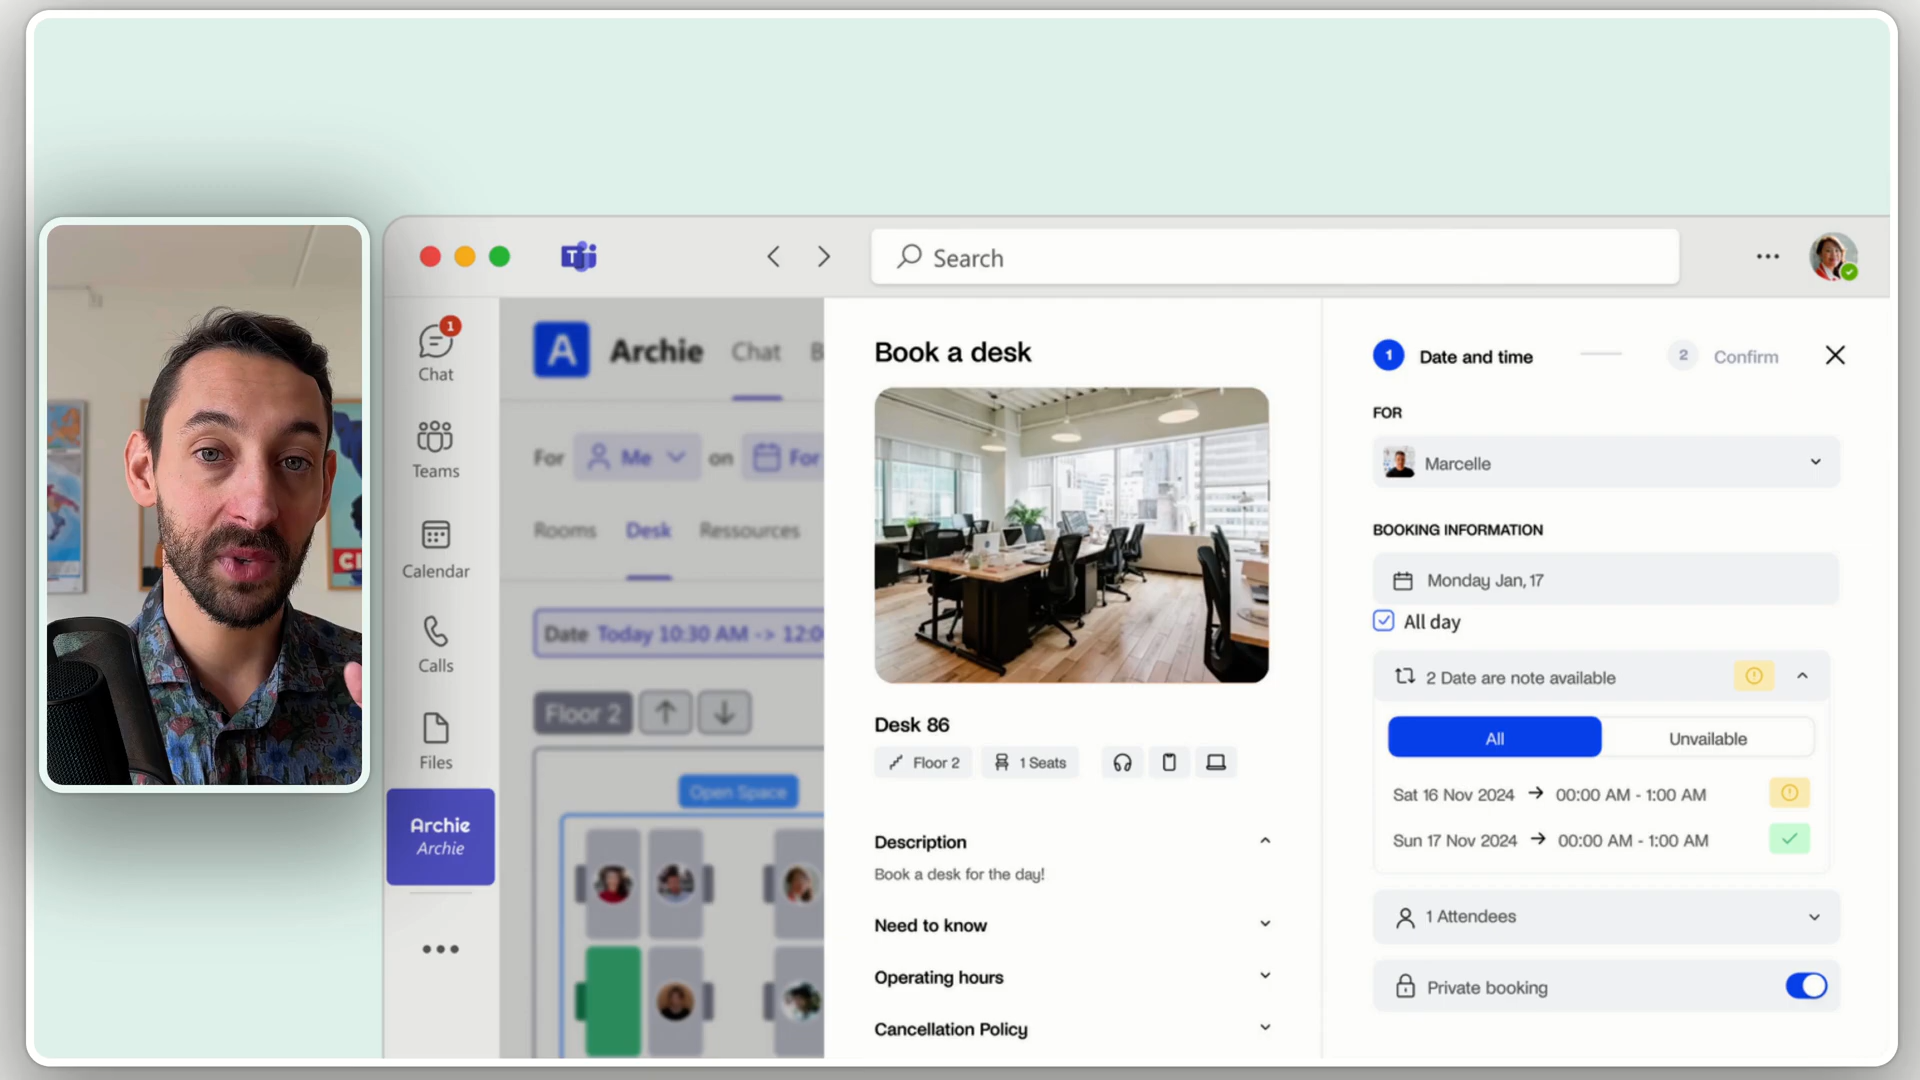 Search
1
Chat
Teams
Calendar
Calls
Files
Archie
Archie
A
Archie
Chat
For
Me
on
For
Rooms
Desk
Ressources
Date Today 10:30 AM ->
Floor 2
Open Space
Book a desk
Desk 86
Floor 2
1 Seats
Description
Book a desk for the day!
Need to know
Operating hours
Cancellation Policy
1
Date and time
2
Confirm
FOR
Marcelle
BOOKING INFORMATION
Monday Jan, 17
All day
2 Date are note available
All
Unvailable
Sat 16 Nov 2024 → 00:00 AM - 1:00 AM
Sun 17 Nov 2024 → 00:00 AM - 1:00 AM
1 Attendees
Private booking